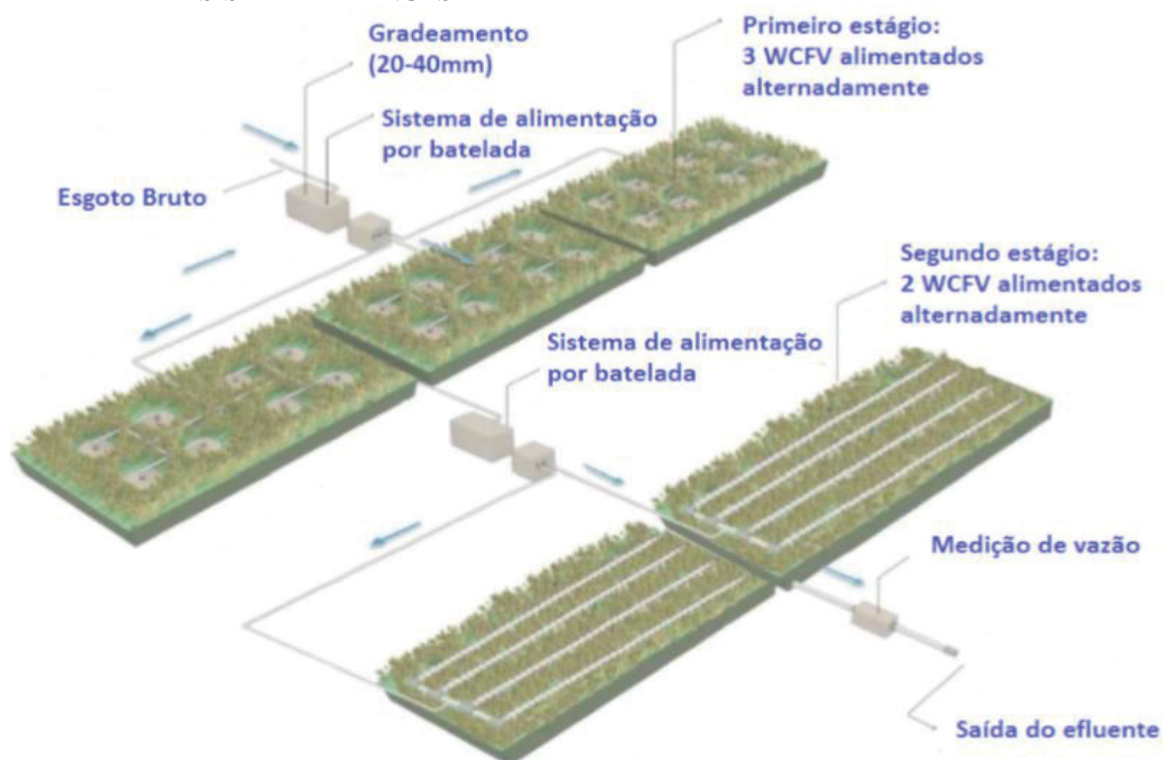 Gradeamento
(20-40mm)
Primeiro estágio:
3 WCFV alimentados
alternadamente
Sistema de alimentação
por batelada
Esgoto Bruto
Segundo estágio:
2 WCFV alimentados
alternadamente
Sistema de alimentação
por batelada
Medição de vazão
Saída do efluente